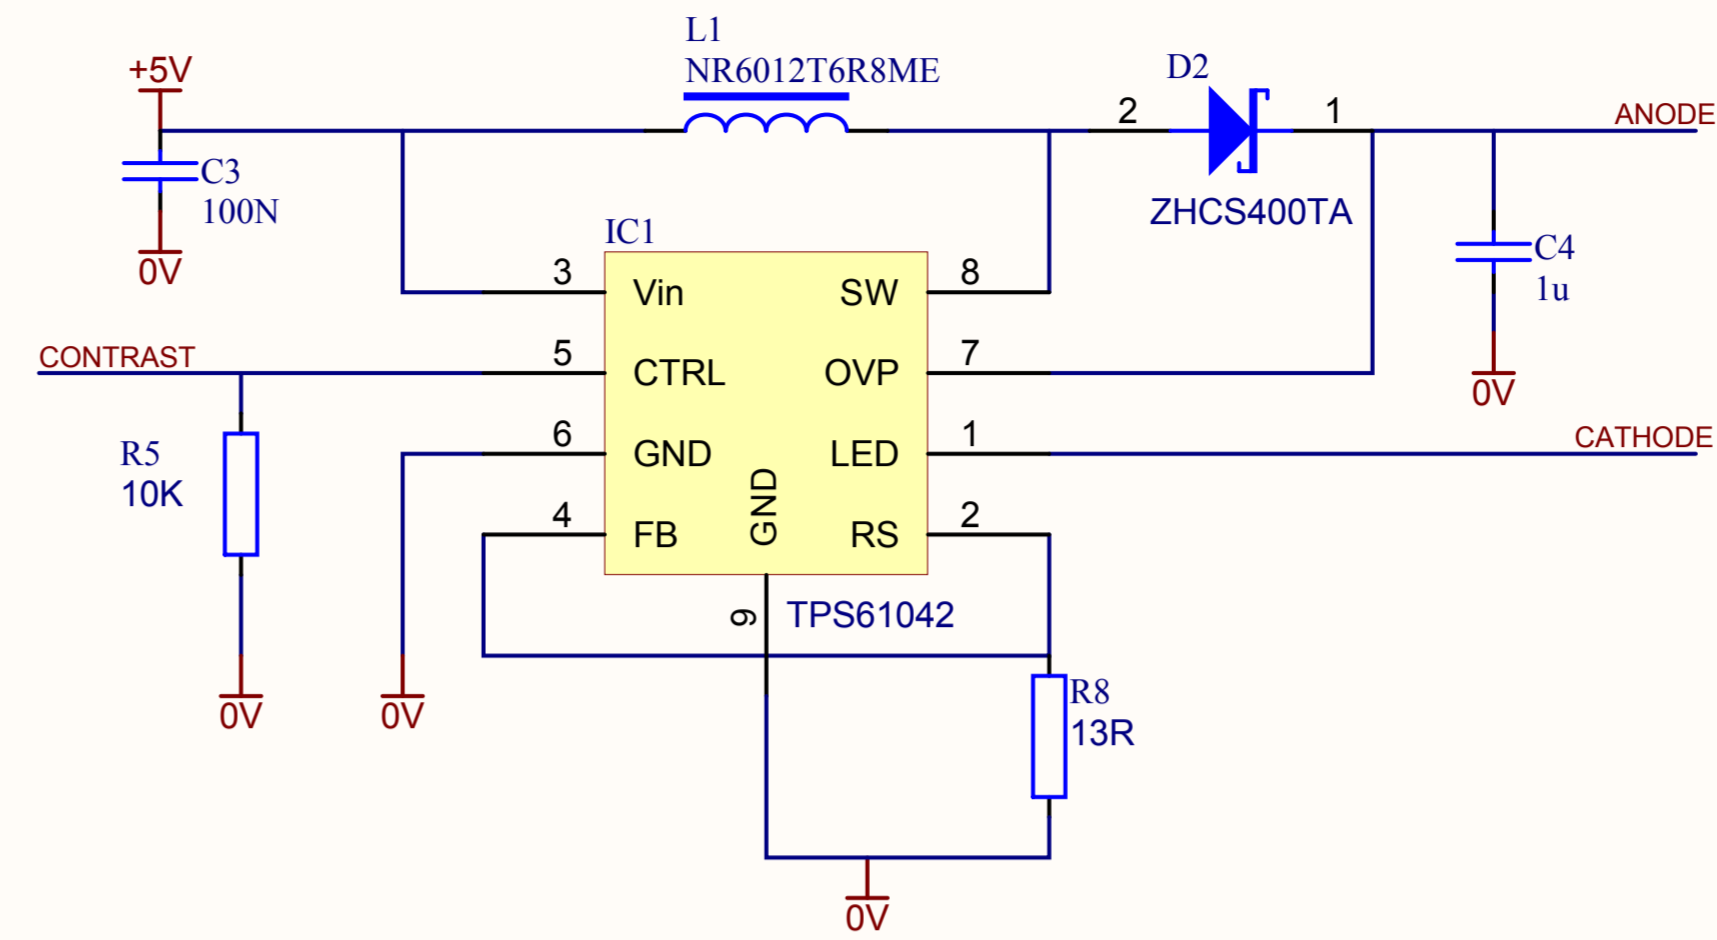 L1
NR6012T6R8ME
+5V
D2
2
1
ANODE
C3
100N
0V
ZHCS400TA
IC1
C4
1u
0V
3
Vin
SW
8
CONTRAST
5
CTRL
OVP
7
6
GND
LED
1
CATHODE
R5
10K
4
FB
GND
RS
2
9
TPS61042
0V
0V
R8
13R
0V